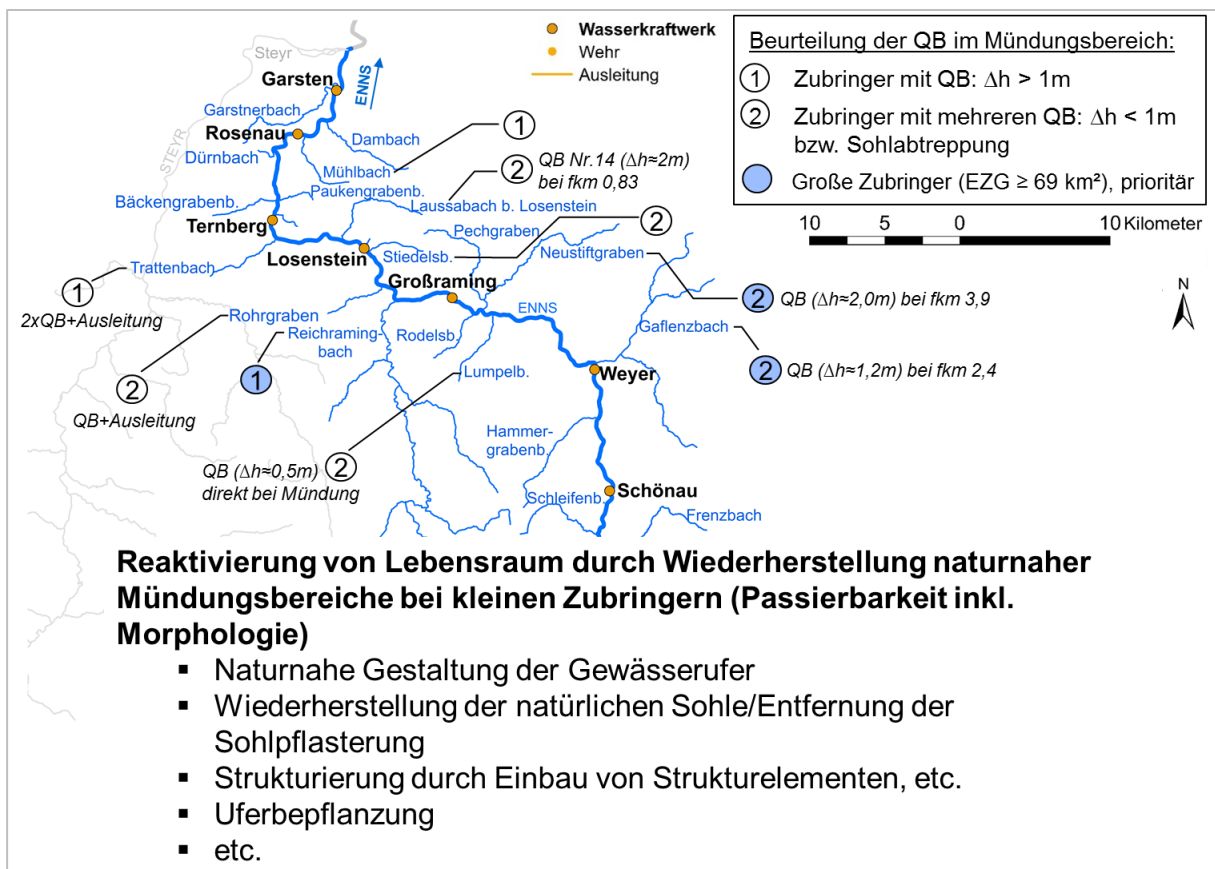 Steyr
STEYR
ENNS
Wasserkraftwerk
Wehr
Ausleitung
Beurteilung der QB im Mündungsbereich:
1 Zubringer mit QB: Δh > 1m
2 Zubringer mit mehreren QB: Δh < 1m
bzw. Sohlabtreppung
Große Zubringer (EZG ≥ 69 km²), prioritär
10 5 0 10 Kilometer
N
Garsten
Garstnerbach
Rosenau
Dambach
Dürnbach
1
Mühlbach
2 QB Nr.14 (Δh≈2m)
bei fkm 0,83
Paukengrabenb.
Bäckengrabenb.
Laussabach b. Losenstein
Ternberg
Pechgraben
2
Losenstein
Stiedelsb.
Neustiftgraben
Trattenbach
Großraming
1
2xQB+Ausleitung
2 QB (Δh≈2,0m) bei fkm 3,9
ENNS
Rohrgraben
Gaflenzbach
Reichraming-
bach
Rodelsb.
1
2
QB+Ausleitung
Lumpelb.
Weyer
2 QB (Δh≈1,2m) bei fkm 2,4
Hammer-
grabenb.
QB (Δh≈0,5m) 2
direkt bei Mündung
Schönau
Schleifenb.
Frenzbach
Reaktivierung von Lebensraum durch Wiederherstellung naturnaher
Mündungsbereiche bei kleinen Zubringern (Passierbarkeit inkl.
Morphologie)
▪ Naturnahe Gestaltung der Gewässerufer
▪ Wiederherstellung der natürlichen Sohle/Entfernung der
Sohlpflasterung
▪ Strukturierung durch Einbau von Strukturelementen, etc.
▪ Uferbepflanzung
▪ etc.